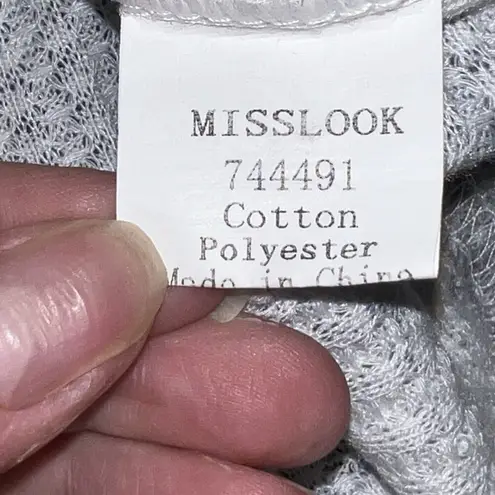 MISSLOOK
744491
Cotton
Polyester
Made in China